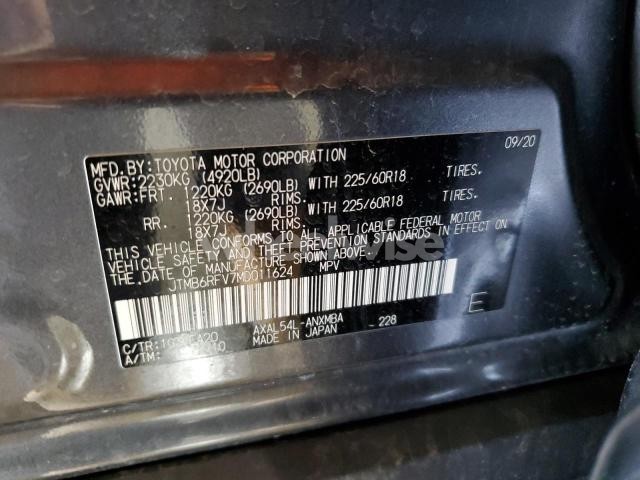 MFD.BY:TOYOTA MOTOR CORPORATION 09/20
GVWR:2230KG (4920LB)
GAWR:FRT. 1220KG (2690LB) WITH 225/60R18 TIRES.
18X7J RIMS.
RR. 1220KG (2690LB) WITH 225/60R18 TIRES.
18X7J RIMS.
THIS VEHICLE CONFORMS TO ALL APPLICABLE FEDERAL MOTOR
VEHICLE SAFETY AND THEFT PREVENTION STANDARDS IN EFFECT ON
THE DATE OF MANUFACTURE SHOWN ABOVE.
JTMB6RFV7MD011624 MPV
E
C/TR: AXAL54L-ANXMBA 228
A/TM: MADE IN JAPAN